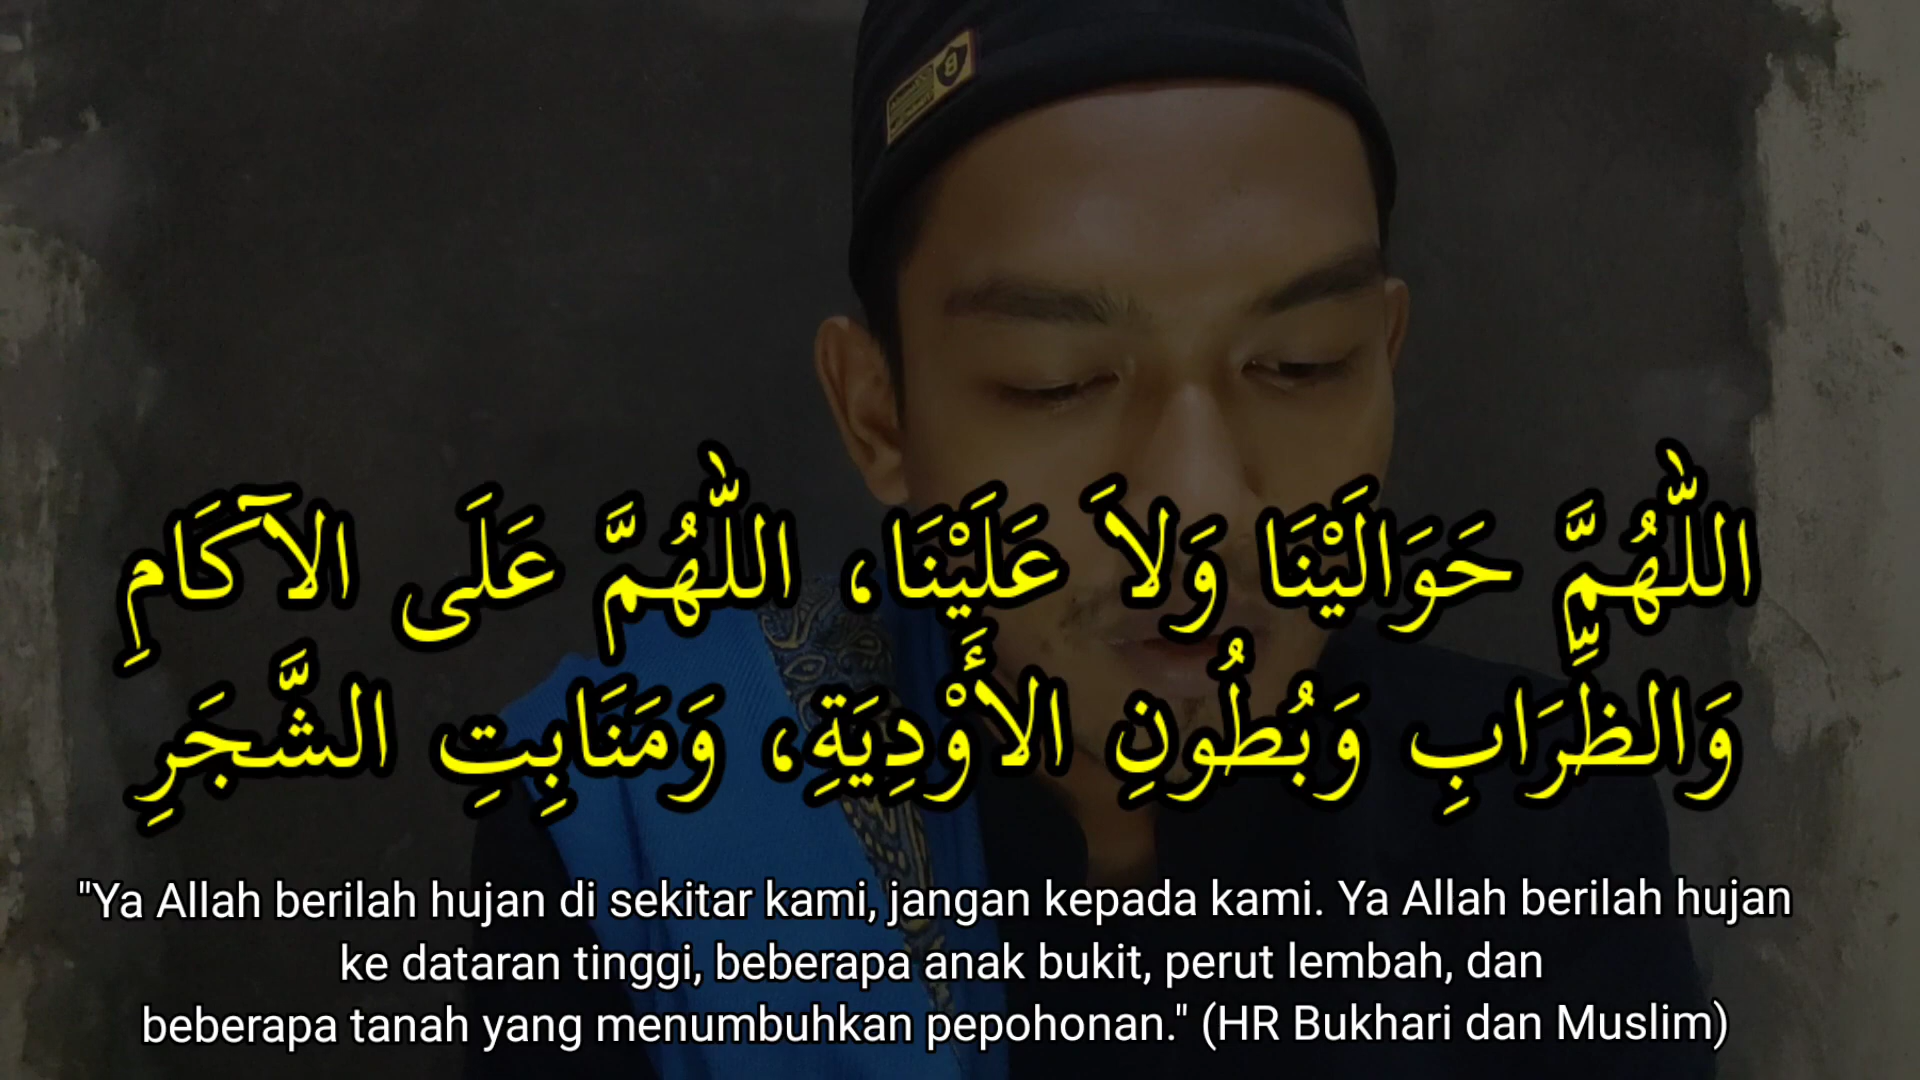 اللّٰهُمَّ حَوَالَيْنَا وَلاَ عَلَيْنَا، اللّٰهُمَّ عَلَى الآكَامِ
وَالظِّرَابِ وَبُطُونِ الأَوْدِيَةِ، وَمَنَابِتِ الشَّجَرِ
"Ya Allah berilah hujan di sekitar kami, jangan kepada kami. Ya Allah berilah hujan
ke dataran tinggi, beberapa anak bukit, perut lembah, dan
beberapa tanah yang menumbuhkan pepohonan." (HR Bukhari dan Muslim)